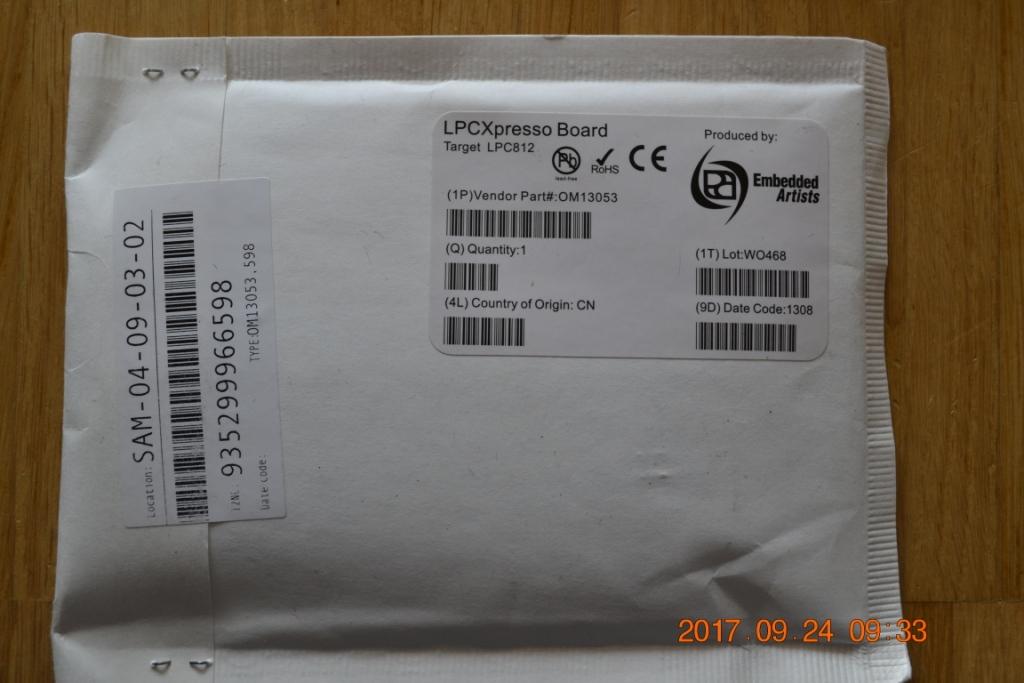 LPCXpresso Board
Target LPC812
Pb
lead-free
RoHS
CE
Produced by:
Embedded
Artists
(1P)Vendor Part#:OM13053
(Q) Quantity:1
(1T) Lot:WO468
(4L) Country of Origin: CN
(9D) Date Code:1308
Location: SAM-04-09-03-02
12NC 935299966598
TYPE:OM13053,598
Date Code:
2017.09.24 09:33